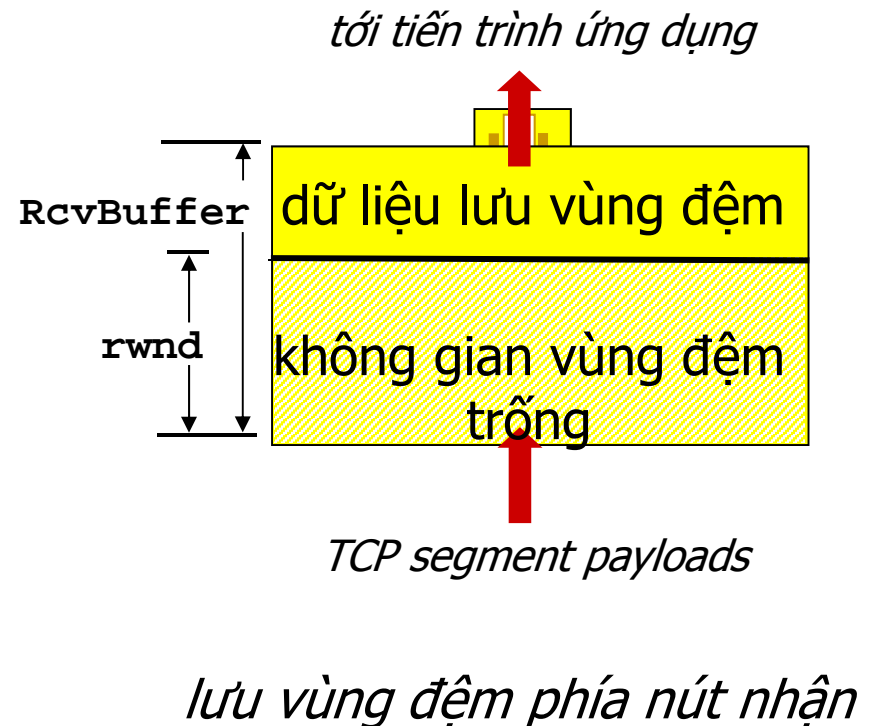 tới tiến trình ứng dụng
RcvBuffer
dữ liệu lưu vùng đệm
rwnd
không gian vùng đệm
trống
TCP segment payloads
lưu vùng đệm phía nút nhận